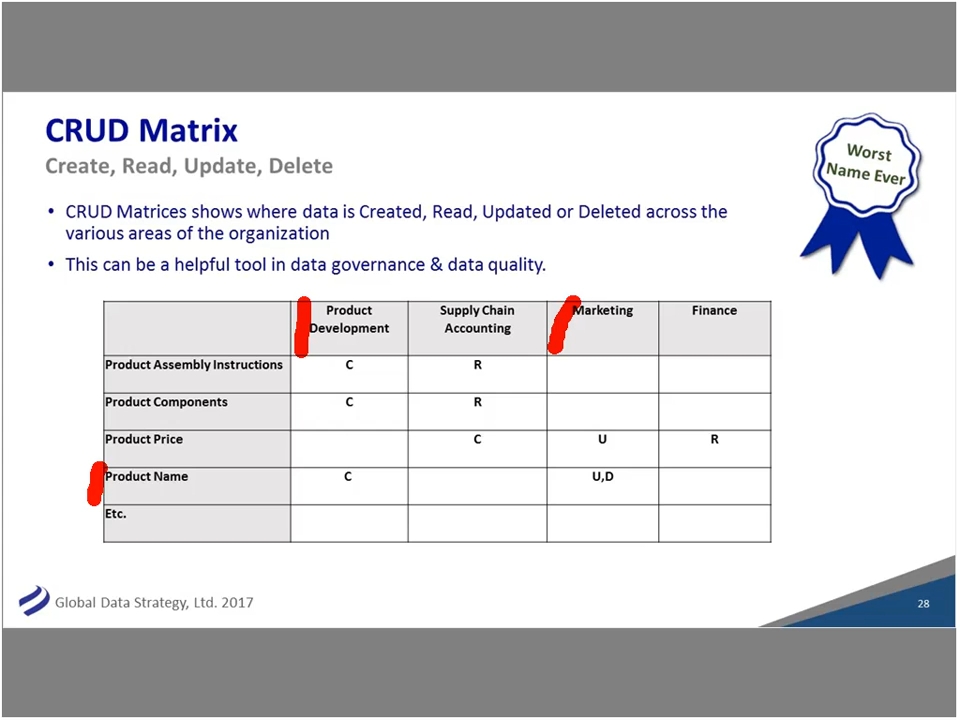 CRUD Matrix
Create, Read, Update, Delete
Worst
Name Ever
• CRUD Matrices shows where data is Created, Read, Updated or Deleted across the
various areas of the organization
• This can be a helpful tool in data governance & data quality.
Product Supply Chain Marketing Finance
Development Accounting
Product Assembly Instructions C R
Product Components C R
Product Price C U R
Product Name C U,D
Etc.
Global Data Strategy, Ltd. 2017
28